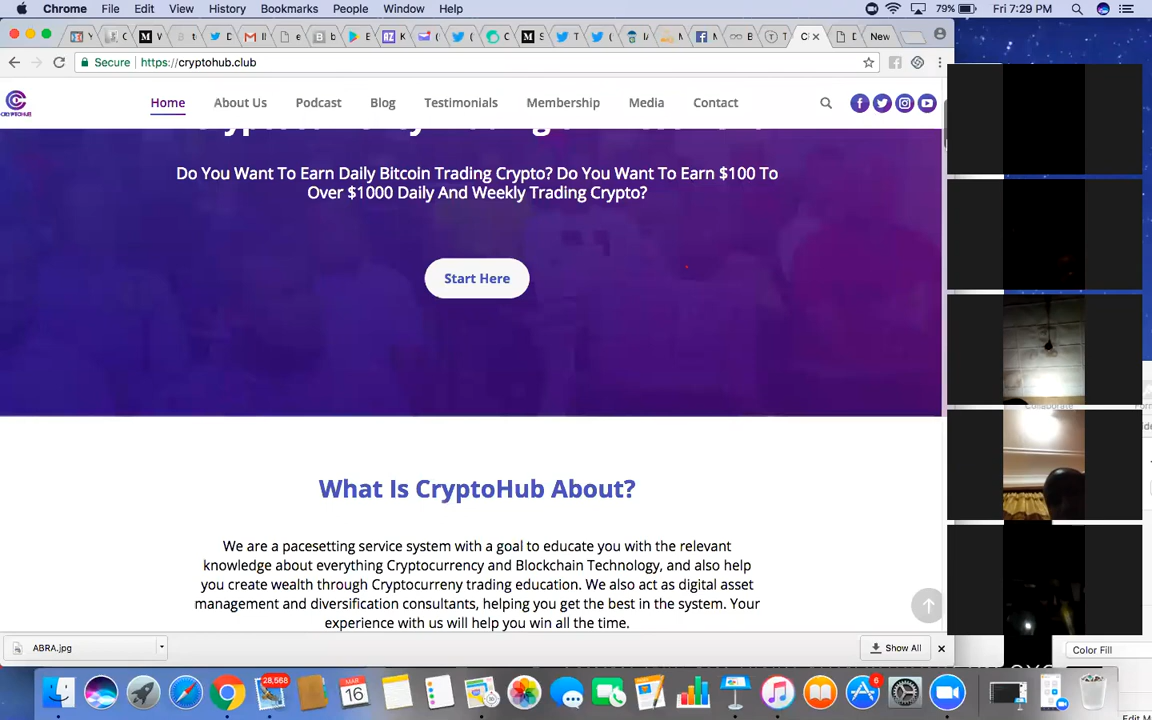 Chrome File Edit View History Bookmarks People Window Help 79% Fri 7:29 PM
New
Secure https://cryptohub.club
CRYPTOHUB
Home About Us Podcast Blog Testimonials Membership Media Contact
Do You Want To Earn Daily Bitcoin Trading Crypto? Do You Want To Earn $100 To
Over $1000 Daily And Weekly Trading Crypto?
Start Here
What Is CryptoHub About?
We are a pacesetting service system with a goal to educate you with the relevant
knowledge about everything Cryptocurrency and Blockchain Technology, and also help
you create wealth through Cryptocurreny trading education. We also act as digital asset
management and diversification consultants, helping you get the best in the system. Your
experience with us will help you win all the time.
Collaborate
ABRA.jpg Show All
Color Fill
28,568
MAR
16
6